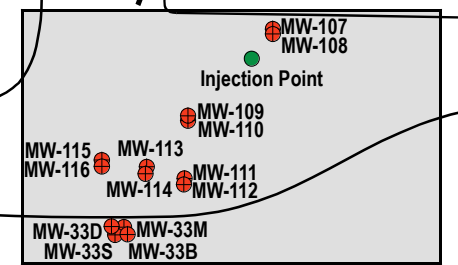 MW-107
MW-108
Injection Point
MW-109
MW-110
MW-115
MW-116
MW-113
MW-114
MW-111
MW-112
MW-33D
MW-33M
MW-33S
MW-33B